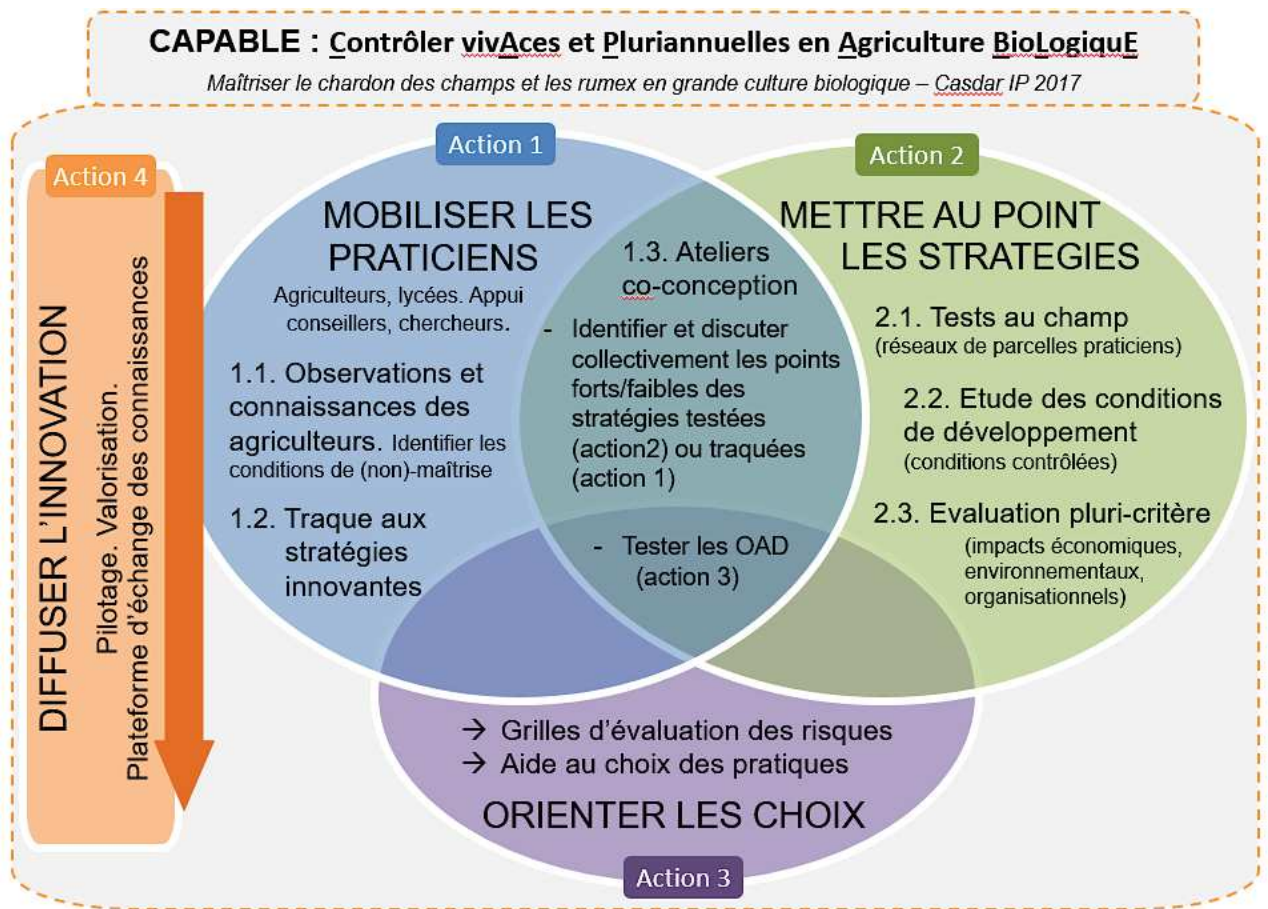 CAPABLE : Contrôler vivAces et Pluriannuelles en Agriculture BioLogiquE
Maîtriser le chardon des champs et les rumex en grande culture biologique – Casdar IP 2017
Action 4
DIFFUSER L'INNOVATION
Pilotage. Valorisation.
Plateforme d'échange des connaissances
Action 1
MOBILISER LES
PRATICIENS
Agriculteurs, lycées. Appui
conseillers, chercheurs.
1.1. Observations et
connaissances des
agriculteurs. Identifier les
conditions de (non)-maîtrise
1.2. Traque aux
stratégies
innovantes
1.3. Ateliers
co-conception
- Identifier et discuter
collectivement les points
forts/faibles des
stratégies testées
(action2) ou traquées
(action 1)
- Tester les OAD
(action 3)
Action 2
METTRE AU POINT
LES STRATEGIES
2.1. Tests au champ
(réseaux de parcelles praticiens)
2.2. Etude des conditions
de développement
(conditions contrôlées)
2.3. Evaluation pluri-critère
(impacts économiques,
environnementaux,
organisationnels)
→ Grilles d'évaluation des risques
→ Aide au choix des pratiques
ORIENTER LES CHOIX
Action 3